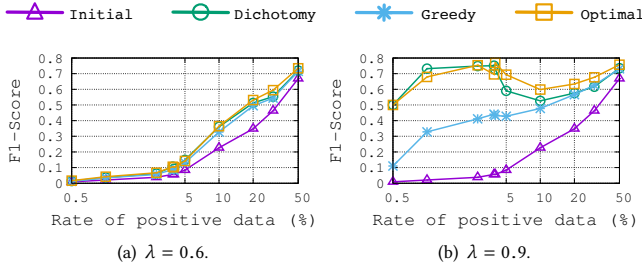 Initial Dichotomy Greedy Optimal
F1-Score
0.8
0.7
0.6
0.5
0.4
0.3
0.2
0.1
0
0.5 5 10 20 50
Rate of positive data (%)
(a) λ = 0.6.
F1-Score
0.8
0.7
0.6
0.5
0.4
0.3
0.2
0.1
0
0.5 5 10 20 50
Rate of positive data (%)
(b) λ = 0.9.